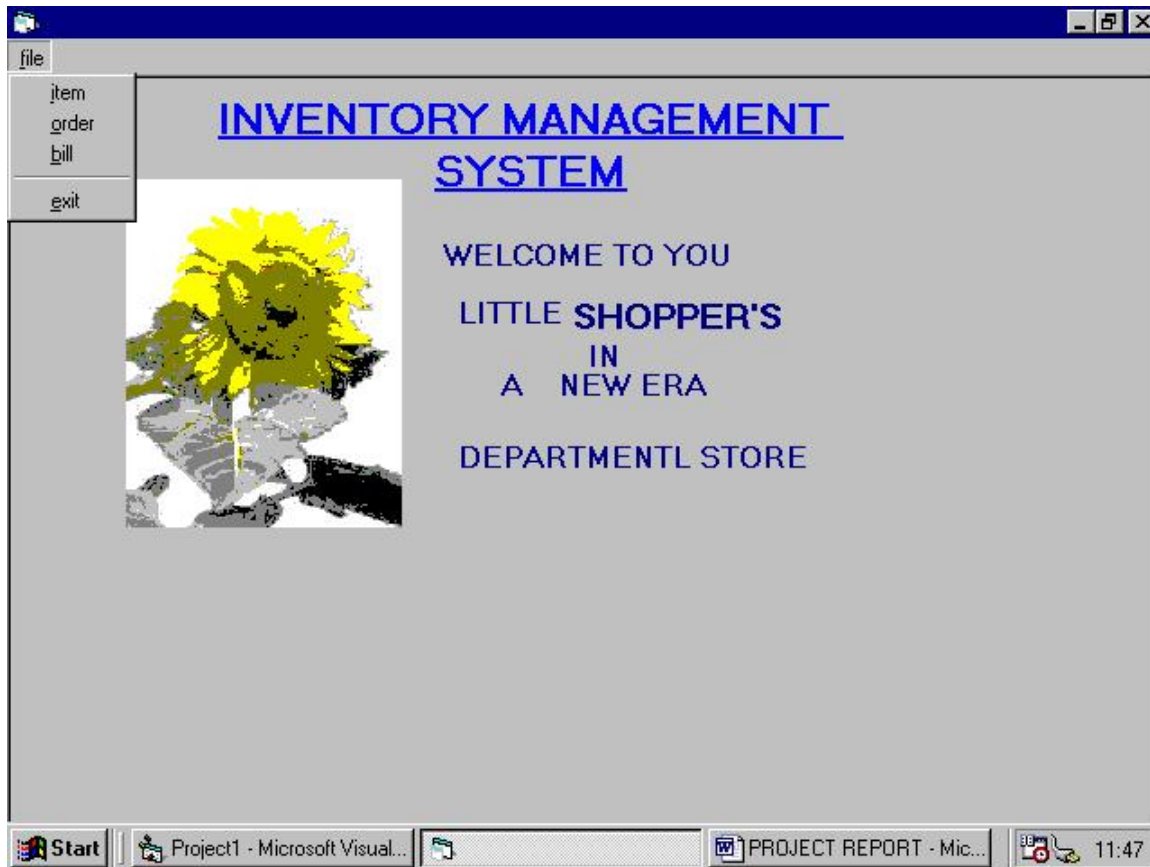 file
item
order
bill
exit
INVENTORY MANAGEMENT
SYSTEM
WELCOME TO YOU
LITTLE SHOPPER'S
IN
A NEW ERA
DEPARTMENTL STORE
Start Project1 - Microsoft Visual... PROJECT REPORT - Mic... 11:47